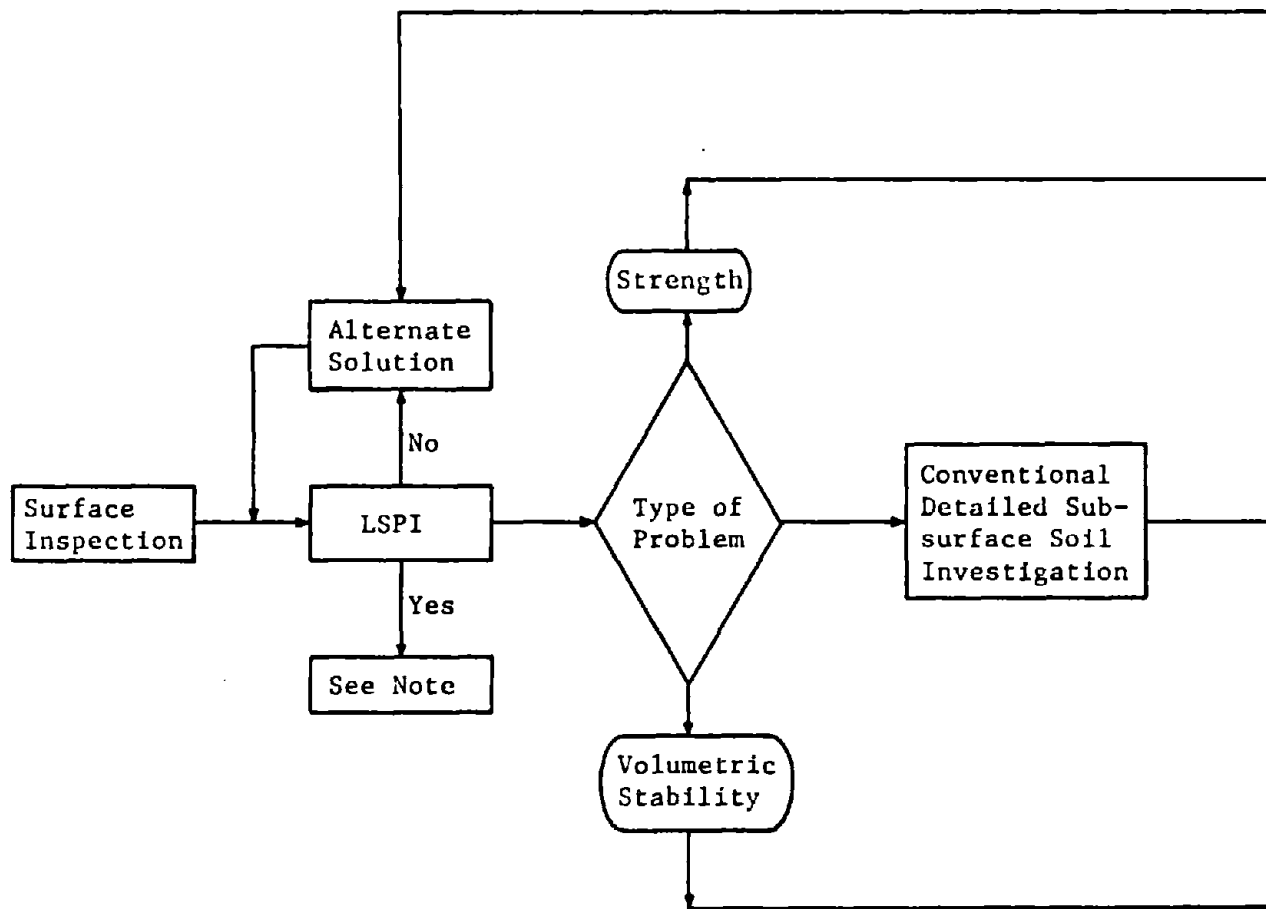 Strength
Alternate
Solution
No
Surface
Inspection
LSPI
Type of
Problem
Conventional
Detailed Sub-
surface Soil
Investigation
Yes
See Note
Volumetric
Stability